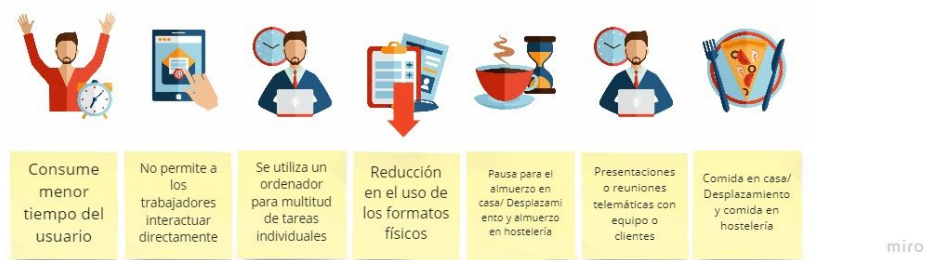 Consume
menor
tiempo del
usuario
No permite a
los
trabajadores
interactuar
directamente
Se utiliza un
ordenador
para multitud
de tareas
individuales
Reducción
en el uso de
los formatos
físicos
Pausa para el
almuerzo en
casa/ Desplazami
ento y almuerzo
en hostelería
Presentaciones
o reuniones
telemáticas con
equipo o
clientes
Comida en casa/
Desplazamiento
y comida en
hostelería
miro